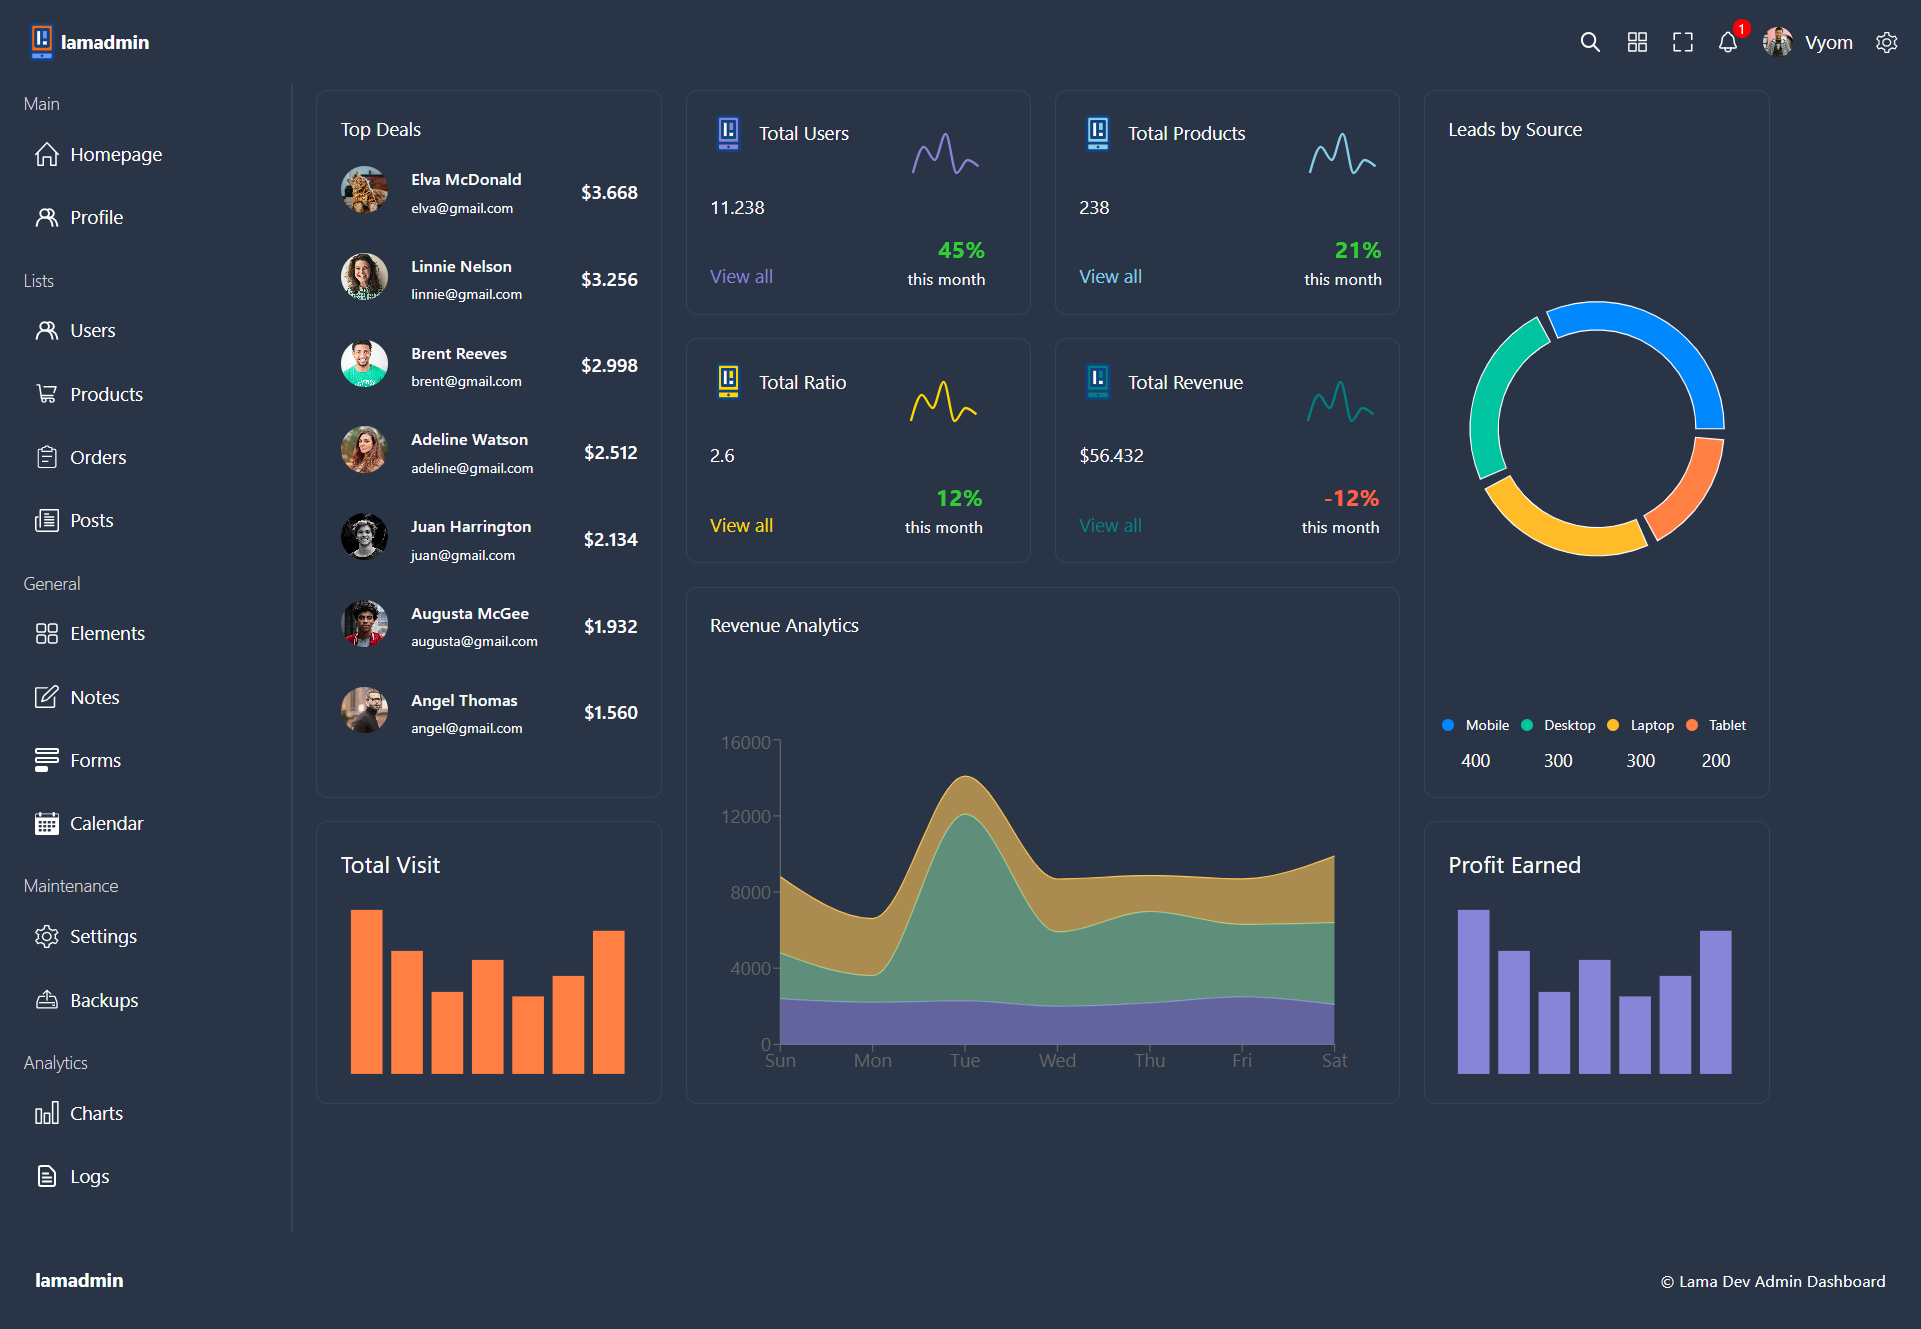 lamadmin
1
Vyom
Main
Homepage
Profile
Lists
Users
Products
Orders
Posts
General
Elements
Notes
Forms
Calendar
Maintenance
Settings
Backups
Analytics
Charts
Logs
Top Deals
Elva McDonald
elva@gmail.com
$3.668
Linnie Nelson
linnie@gmail.com
$3.256
Brent Reeves
brent@gmail.com
$2.998
Adeline Watson
adeline@gmail.com
$2.512
Juan Harrington
juan@gmail.com
$2.134
Augusta McGee
augusta@gmail.com
$1.932
Angel Thomas
angel@gmail.com
$1.560
Total Users
11.238
View all
45%
this month
Total Products
238
View all
21%
this month
Total Ratio
2.6
View all
12%
this month
Total Revenue
$56.432
View all
-12%
this month
Leads by Source
Mobile
400
Desktop
300
Laptop
300
Tablet
200
Total Visit
Revenue Analytics
16000
12000
8000
4000
0
Sun Mon Tue Wed Thu Fri Sat
Profit Earned
lamadmin
© Lama Dev Admin Dashboard